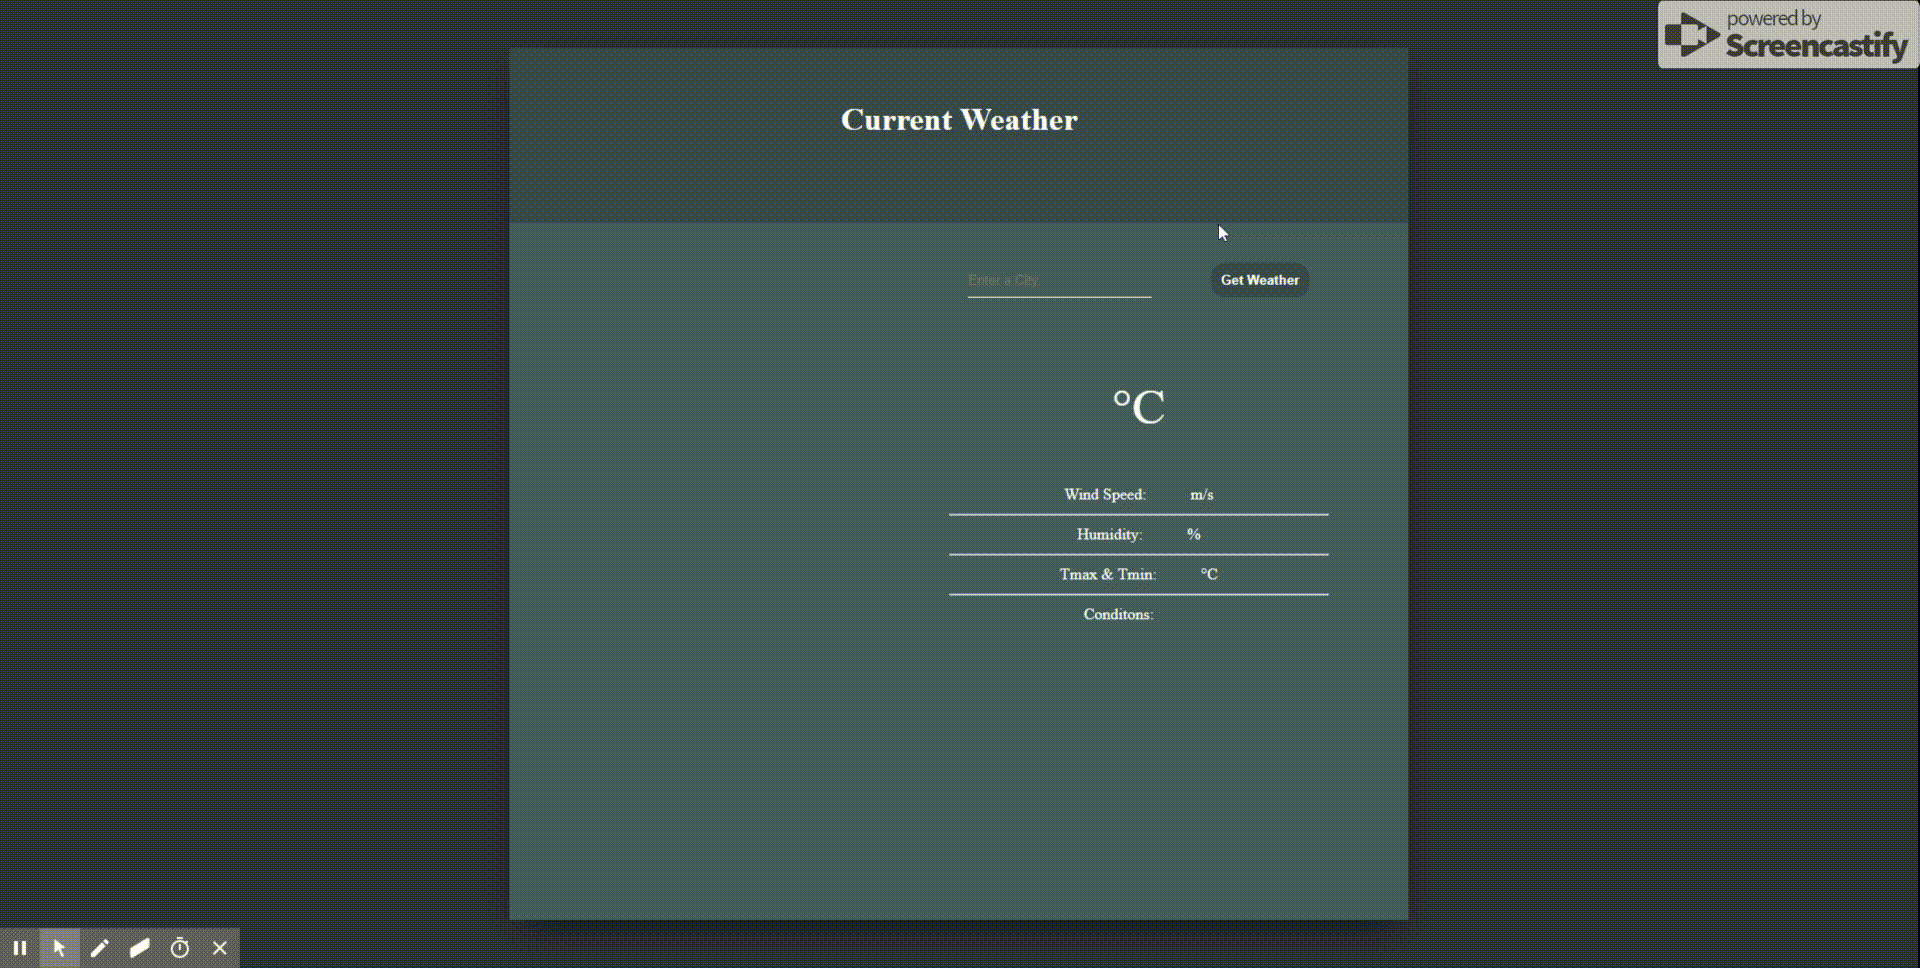 powered by
Screencastify
Current Weather
Enter a City
Get Weather
°C
Wind Speed: m/s
Humidity: %
Tmax & Tmin: °C
Conditons: